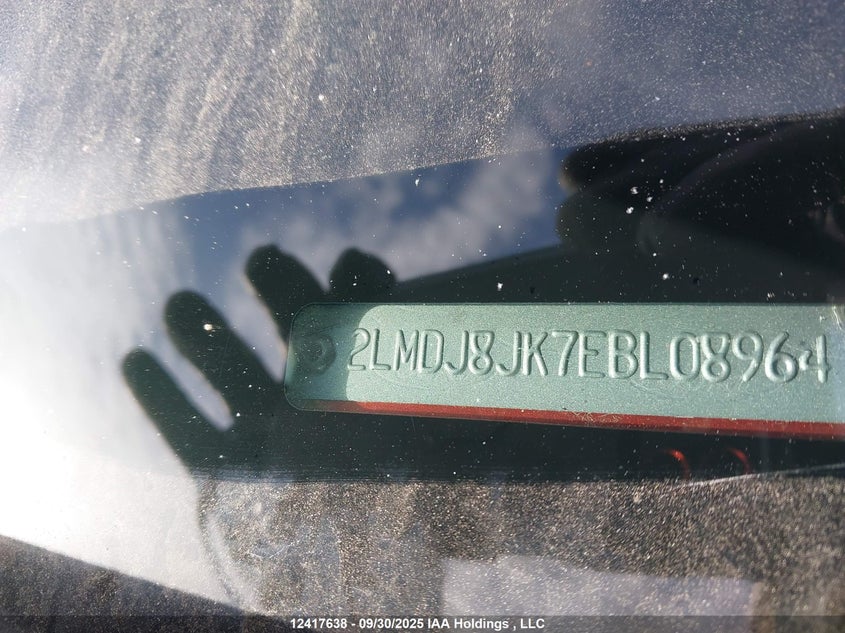 2LMDJ8JK7EBL08964
12417638 - 09/30/2025 IAA Holdings , LLC